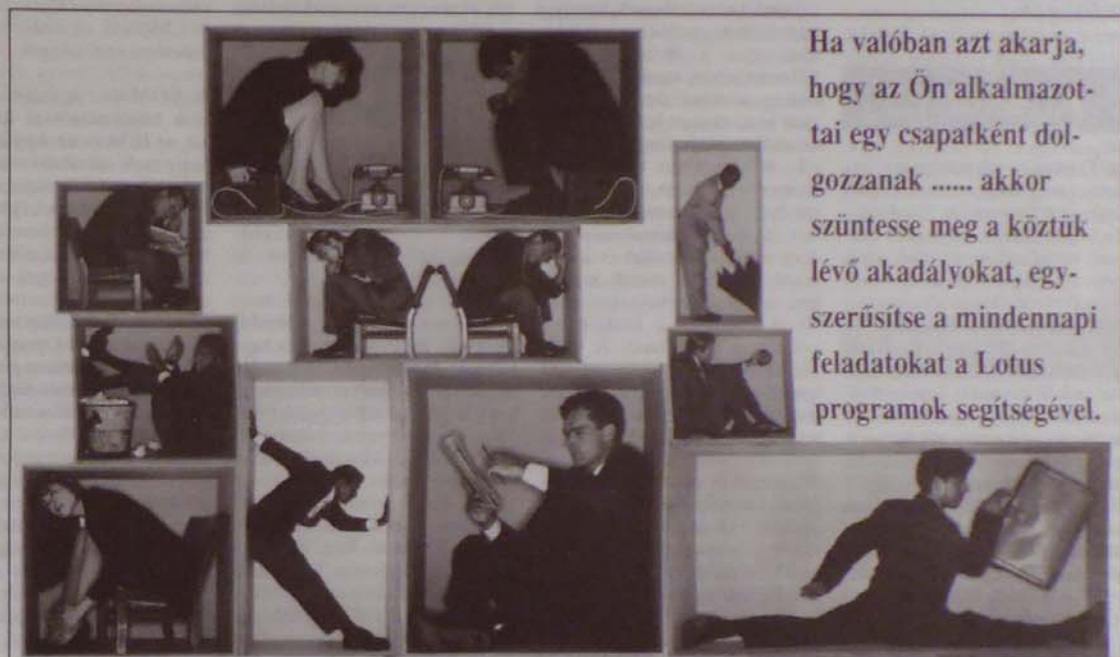 Ha valóban azt akarja,
hogy az Ön alkalmazot-
tai egy csapatként dol-
gozzanak ...... akkor
szüntesse meg a köztük
lévő akadályokat, egy-
szerűsítse a mindennapi
feladatokat a Lotus
programok segítségével.